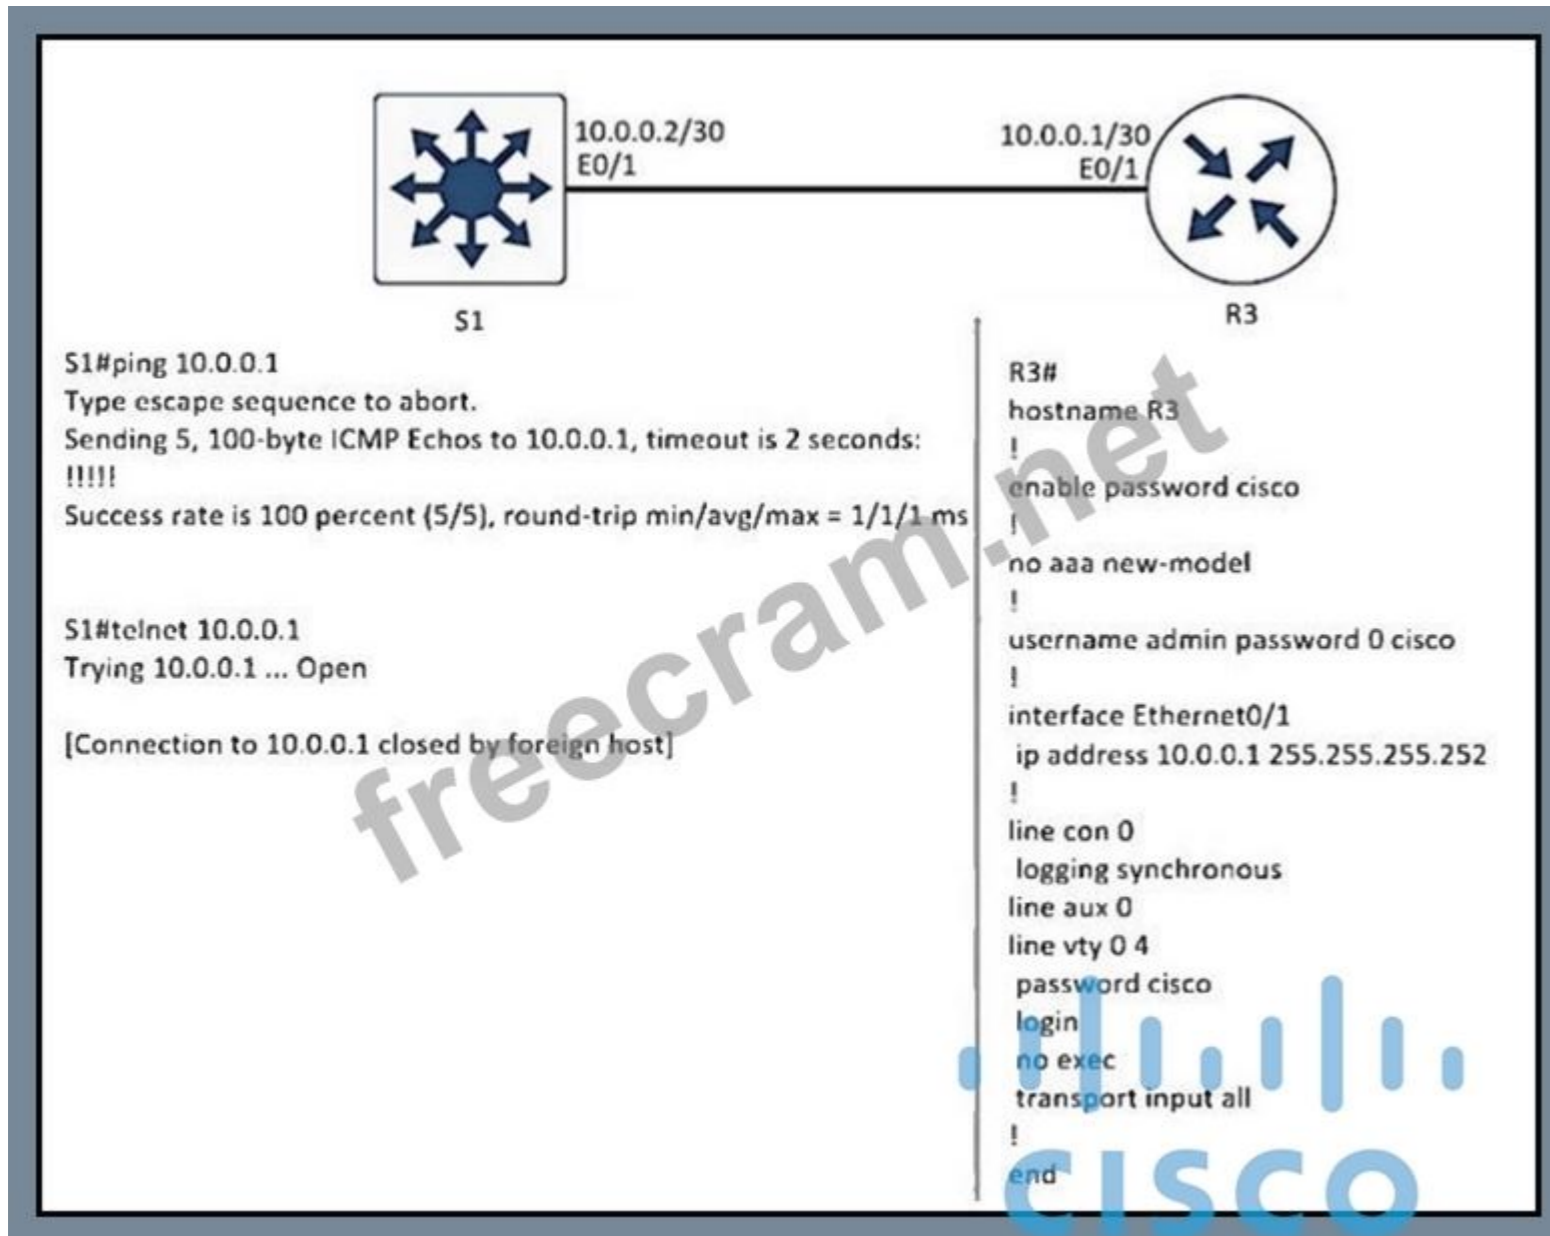 10.0.0.2/30
E0/1
10.0.0.1/30
E0/1
S1
R3
S1#ping 10.0.0.1
Type escape sequence to abort.
Sending 5, 100-byte ICMP Echos to 10.0.0.1, timeout is 2 seconds:
!!!!!
Success rate is 100 percent (5/5), round-trip min/avg/max = 1/1/1 ms
S1#telnet 10.0.0.1
Trying 10.0.0.1 ... Open
[Connection to 10.0.0.1 closed by foreign host]
R3#
hostname R3
!
enable password cisco
!
no aaa new-model
!
username admin password 0 cisco
!
interface Ethernet0/1
ip address 10.0.0.1 255.255.255.252
!
line con 0
logging synchronous
line aux 0
line vty 0 4
password cisco
login
no exec
transport input all
!
end
freecram.net
CISCO